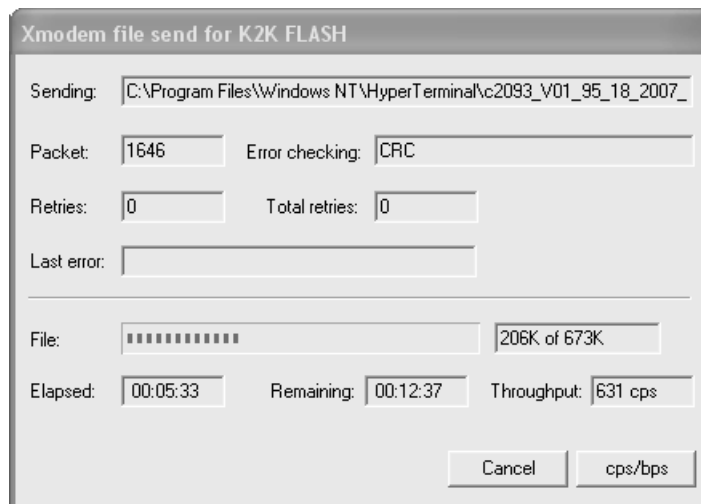 Xmodem file send for K2K FLASH
Sending: C:\Program Files\Windows NT\HyperTerminal\c2093_V01_95_18_2007_
Packet: 1646 Error checking: CRC
Retries: 0 Total retries: 0
Last error:
File: 206K of 673K
Elapsed: 00:05:33 Remaining: 00:12:37 Throughput: 631 cps
Cancel cps/bps